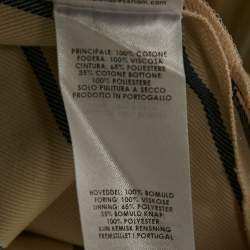 PRINCIPALE: 100% COTONE
FODERA: 100% VISCOSA
CINTURA: 65% POLIESTERE
35% COTONE BOTTONE:
100% POLIESTERE
SOLO PULITURA A SECCO
PRODOTTO IN PORTOGALLO
HOVEDDEL: 100% BOMULD
FORING: 100% VISKOSE
LINNING: 65% POLYESTER
35% BOMULD KNAP:
100% POLYESTER
KUN KEMISK RENSNING
FREMSTILLET I PORTUGAL